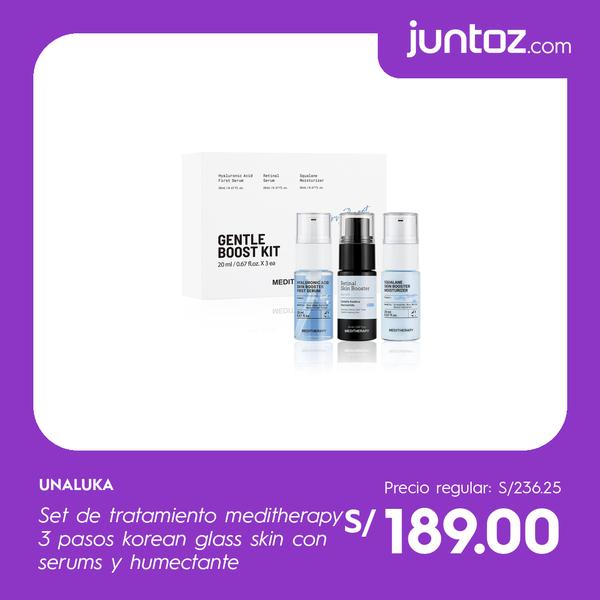 juntoz.com
Hyaluronic Acid
First Serum
Retinal
Serum
Squalane
Moisturizer
GENTLE
BOOST KIT
20 ml / 0.67 fl.oz. X 3 ea
HYALURONIC ACID
SKIN BOOSTER
FIRST SERUM
MEDITHERAPY
Retinal
Skin Booster
MEDITHERAPY
SQUALANE
SKIN BOOSTER
MOISTURIZER
MEDITHERAPY
UNALUKA
Set de tratamiento meditherapy
3 pasos korean glass skin con
serums y humectante
Precio regular: S/236.25
S/ 189.00